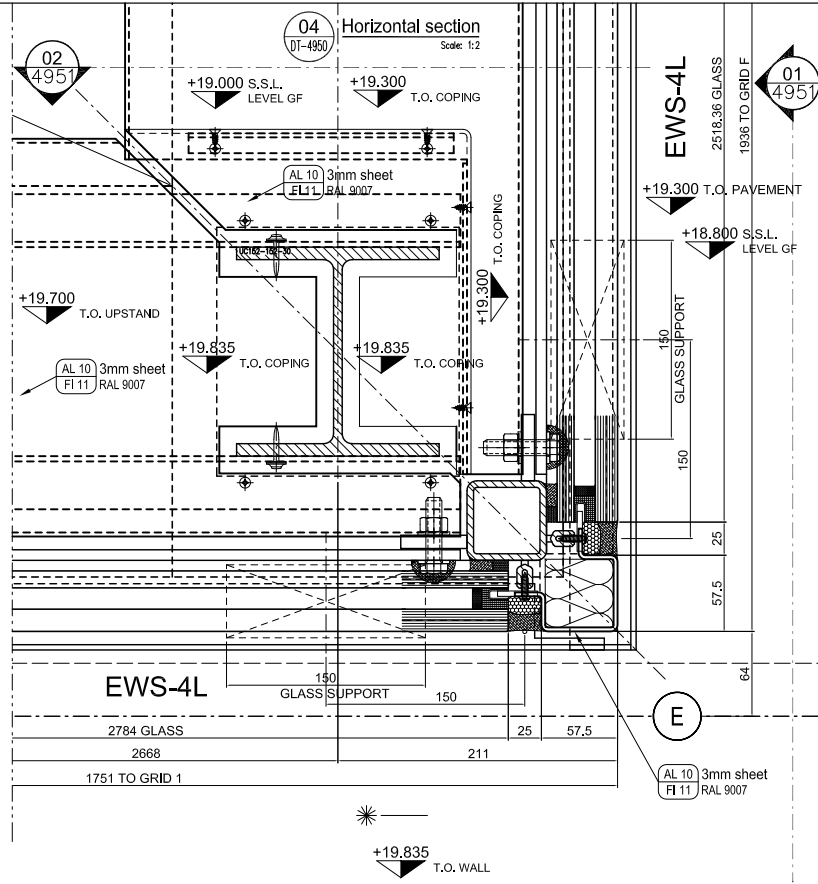 04
DT-4950
Horizontal section
Scale: 1:2
02
4951
01
4951
EWS-4L
2518.36 GLASS
1936 TO GRID F
+19.000 S.S.L.
LEVEL GF
+19.300
T.O. COPING
AL 10
FI 11
3mm sheet
RAL 9007
+19.300 T.O. PAVEMENT
+18.800 S.S.L.
LEVEL GF
+19.300
T.O. COPING
UC152-152-30
+19.700
T.O. UPSTAND
+19.835
T.O. COPING
+19.835
T.O. COPING
150
GLASS SUPPORT
AL 10
FI 11
3mm sheet
RAL 9007
150
25
57.5
64
EWS-4L
150
GLASS SUPPORT
150
E
2784 GLASS
25
57.5
2668
211
1751 TO GRID 1
AL 10
FI 11
3mm sheet
RAL 9007
+19.835
T.O. WALL